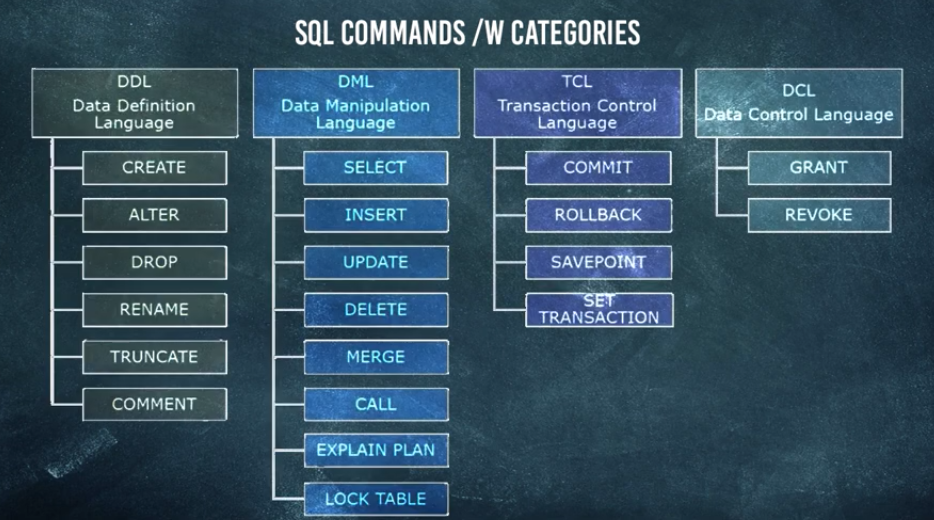 SQL COMMANDS /W CATEGORIES
DDL
Data Definition
Language
CREATE
ALTER
DROP
RENAME
TRUNCATE
COMMENT
DML
Data Manipulation
Language
SELECT
INSERT
UPDATE
DELETE
MERGE
CALL
EXPLAIN PLAN
LOCK TABLE
TCL
Transaction Control
Language
COMMIT
ROLLBACK
SAVEPOINT
SET
TRANSACTION
DCL
Data Control Language
GRANT
REVOKE